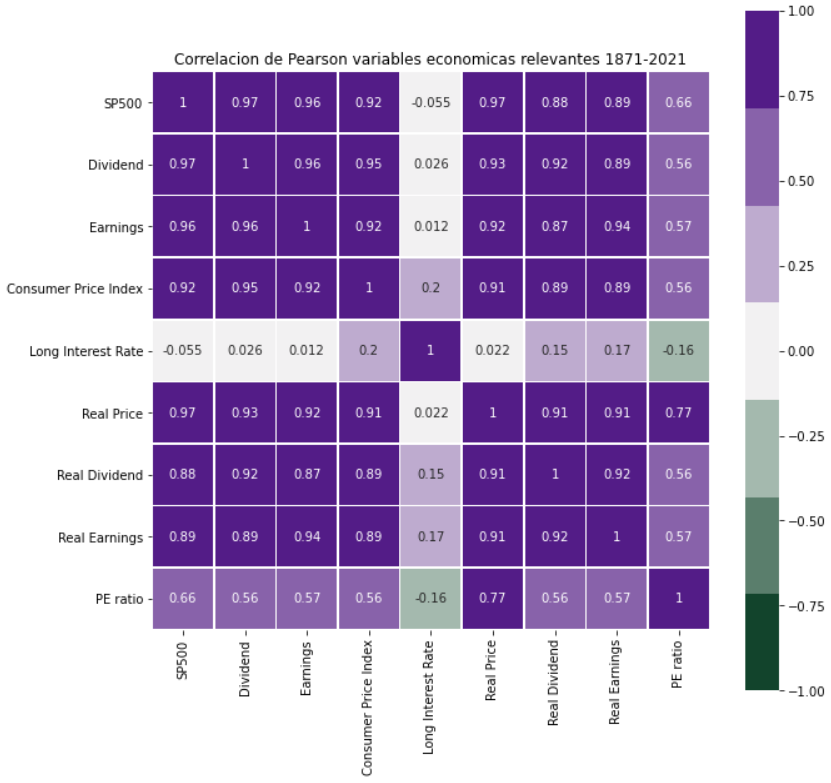 Correlacion de Pearson variables economicas relevantes 1871-2021
SP500 1 0.97 0.96 0.92 -0.055 0.97 0.88 0.89 0.66
Dividend 0.97 1 0.96 0.95 0.026 0.93 0.92 0.89 0.56
Earnings 0.96 0.96 1 0.92 0.012 0.92 0.87 0.94 0.57
Consumer Price Index 0.92 0.95 0.92 1 0.2 0.91 0.89 0.89 0.56
Long Interest Rate -0.055 0.026 0.012 0.2 1 0.022 0.15 0.17 -0.16
Real Price 0.97 0.93 0.92 0.91 0.022 1 0.91 0.91 0.77
Real Dividend 0.88 0.92 0.87 0.89 0.15 0.91 1 0.92 0.56
Real Earnings 0.89 0.89 0.94 0.89 0.17 0.91 0.92 1 0.57
PE ratio 0.66 0.56 0.57 0.56 -0.16 0.77 0.56 0.57 1
SP500
Dividend
Earnings
Consumer Price Index
Long Interest Rate
Real Price
Real Dividend
Real Earnings
PE ratio
1.00
0.75
0.50
0.25
0.00
−0.25
−0.50
−0.75
−1.00